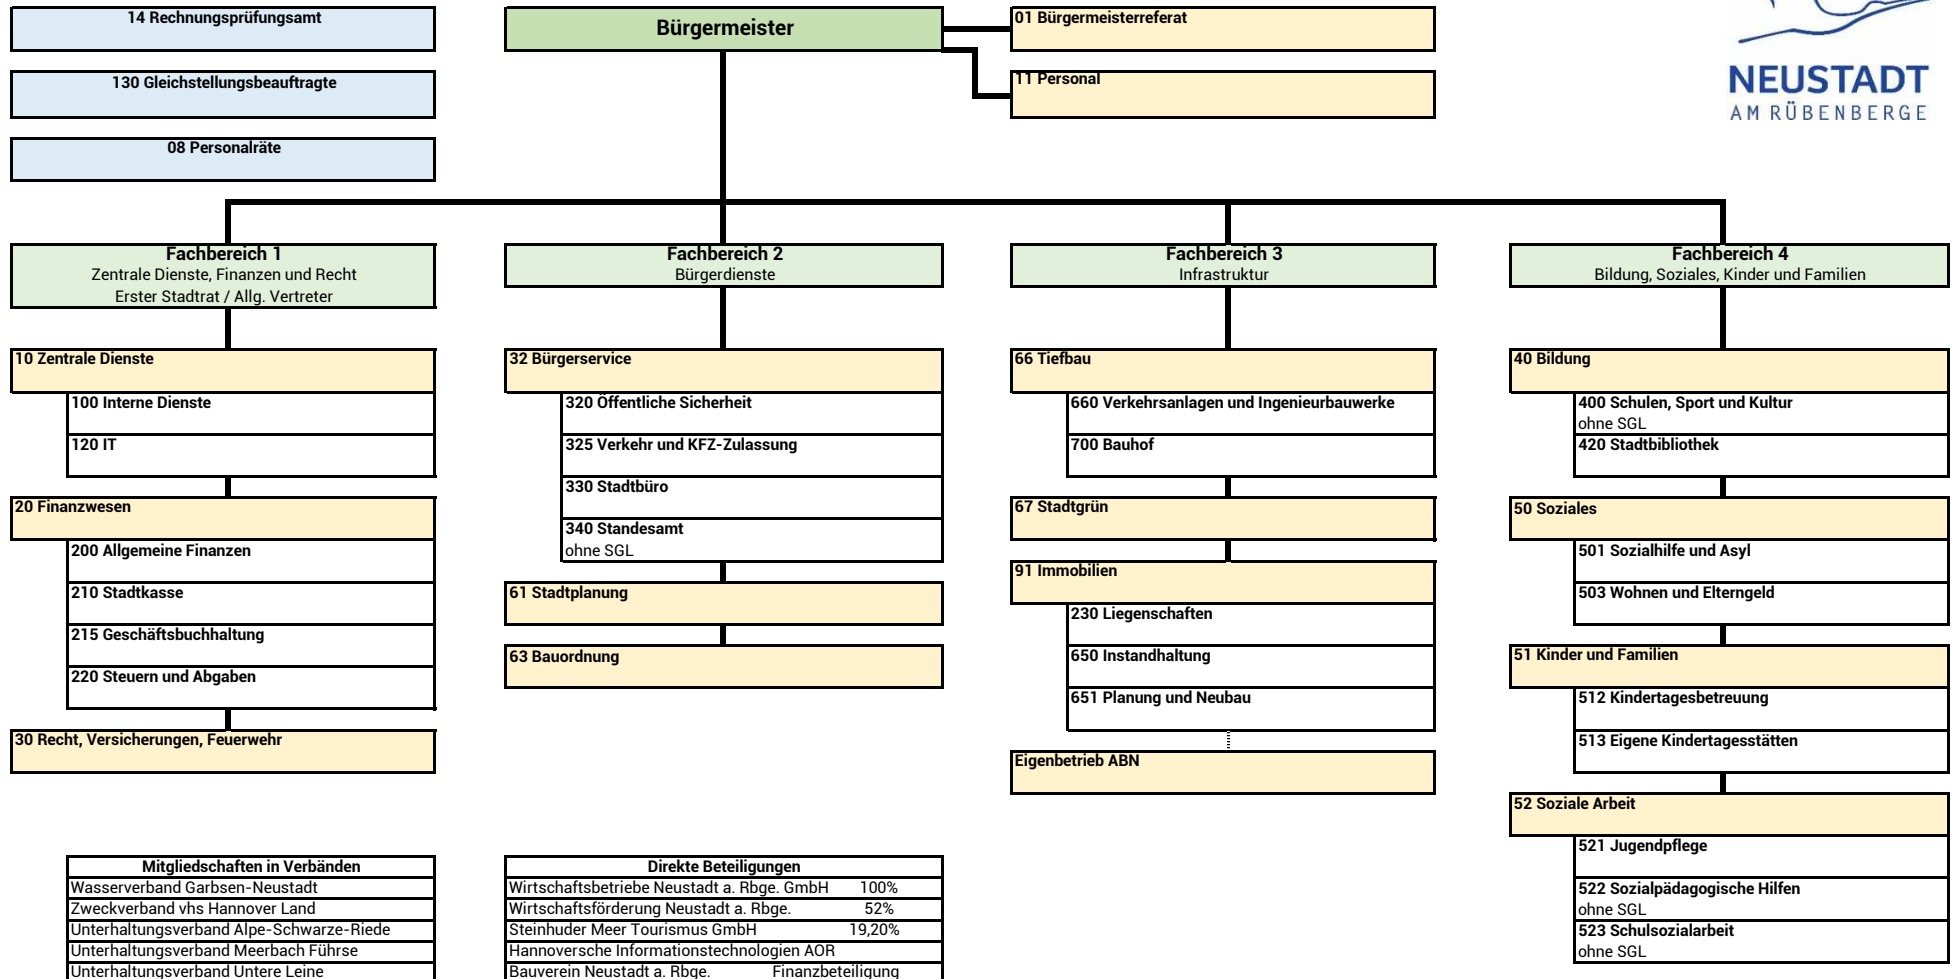 14 Rechnungsprüfungsamt
130 Gleichstellungsbeauftragte
08 Personalräte
Bürgermeister
01 Bürgermeisterreferat
11 Personal
NEUSTADT
AM RÜBENBERGE
Fachbereich 1
Zentrale Dienste, Finanzen und Recht
Erster Stadtrat / Allg. Vertreter
10 Zentrale Dienste
100 Interne Dienste
120 IT
20 Finanzwesen
200 Allgemeine Finanzen
210 Stadtkasse
215 Geschäftsbuchhaltung
220 Steuern und Abgaben
30 Recht, Versicherungen, Feuerwehr
Fachbereich 2
Bürgerdienste
32 Bürgerservice
320 Öffentliche Sicherheit
325 Verkehr und KFZ-Zulassung
330 Stadtbüro
340 Standesamt
ohne SGL
61 Stadtplanung
63 Bauordnung
Fachbereich 3
Infrastruktur
66 Tiefbau
660 Verkehrsanlagen und Ingenieurbauwerke
700 Bauhof
67 Stadtgrün
91 Immobilien
230 Liegenschaften
650 Instandhaltung
651 Planung und Neubau
Eigenbetrieb ABN
Fachbereich 4
Bildung, Soziales, Kinder und Familien
40 Bildung
400 Schulen, Sport und Kultur
ohne SGL
420 Stadtbibliothek
50 Soziales
501 Sozialhilfe und Asyl
503 Wohnen und Elterngeld
51 Kinder und Familien
512 Kindertagesbetreuung
513 Eigene Kindertagesstätten
52 Soziale Arbeit
521 Jugendpflege
522 Sozialpädagogische Hilfen
ohne SGL
523 Schulsozialarbeit
ohne SGL
Mitgliedschaften in Verbänden
Wasserverband Garbsen-Neustadt
Zweckverband vhs Hannover Land
Unterhaltungsverband Alpe-Schwarze-Riede
Unterhaltungsverband Meerbach Führse
Unterhaltungsverband Untere Leine
Direkte Beteiligungen
Wirtschaftsbetriebe Neustadt a. Rbge. GmbH 100%
Wirtschaftsförderung Neustadt a. Rbge. 52%
Steinhuder Meer Tourismus GmbH 19,20%
Hannoversche Informationstechnologien AÖR
Bauverein Neustadt a. Rbge. Finanzbeteiligung